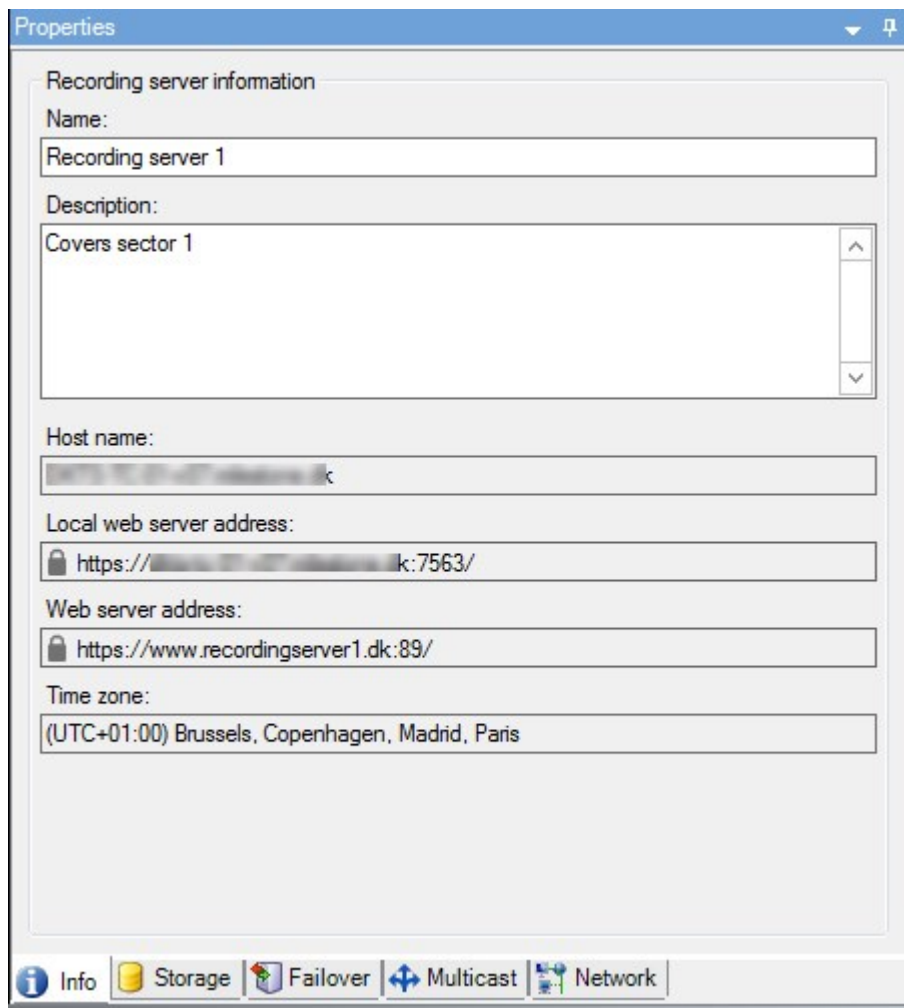 Properties
Recording server information
Name:
Recording server 1
Description:
Covers sector 1
Host name:
Local web server address:
https:// :7563/
Web server address:
https://www.recordingserver1.dk:89/
Time zone:
(UTC+01:00) Brussels, Copenhagen, Madrid, Paris
Info Storage Failover Multicast Network